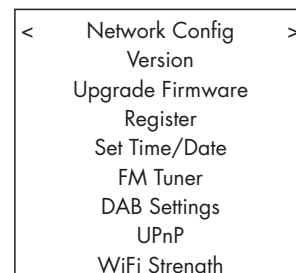 < Network Config >
Version
Upgrade Firmware
Register
Set Time/Date
FM Tuner
DAB Settings
UPnP
WiFi Strength